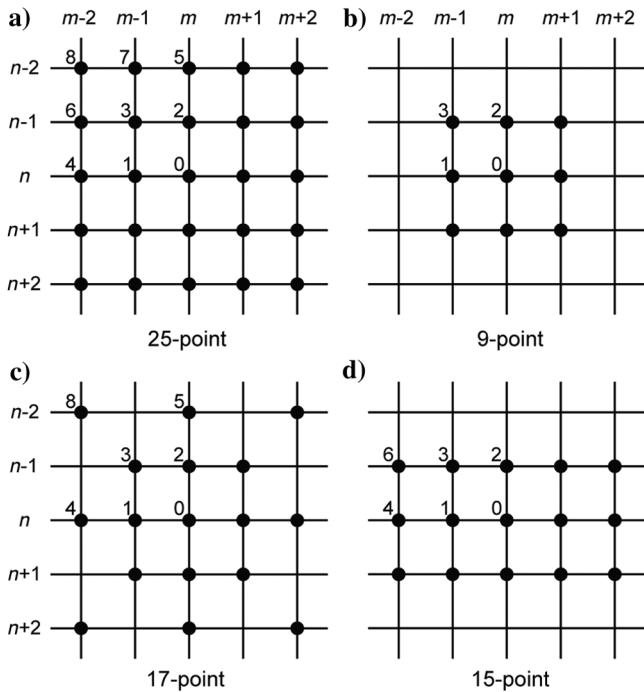 a) m-2 m-1 m m+1 m+2
b) m-2 m-1 m m+1 m+2
n-2 8 7 5
n-1 6 3 2
3 2
n 4 1 0
1 0
n+1
n+2
25-point
9-point
c)
d)
n-2 8 5
n-1 3 2
6 3 2
n 4 1 0
4 1 0
n+1
n+2
17-point
15-point